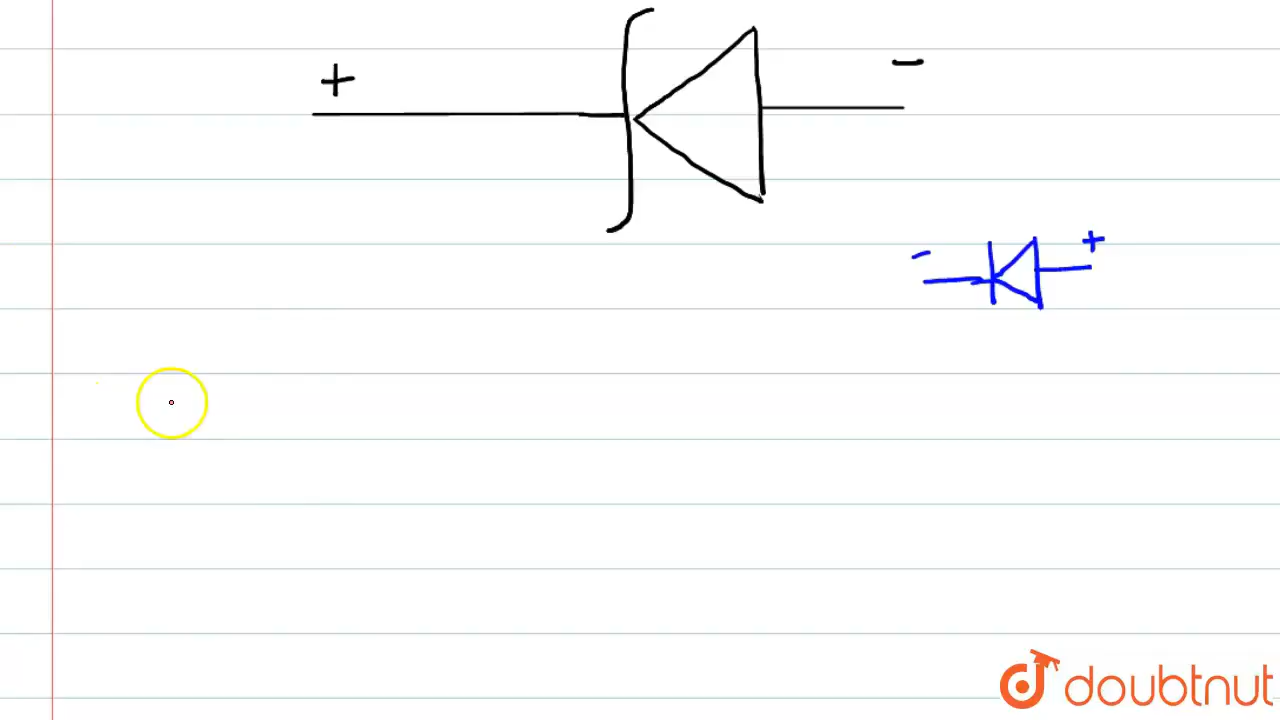 + -
- +
doubtnut